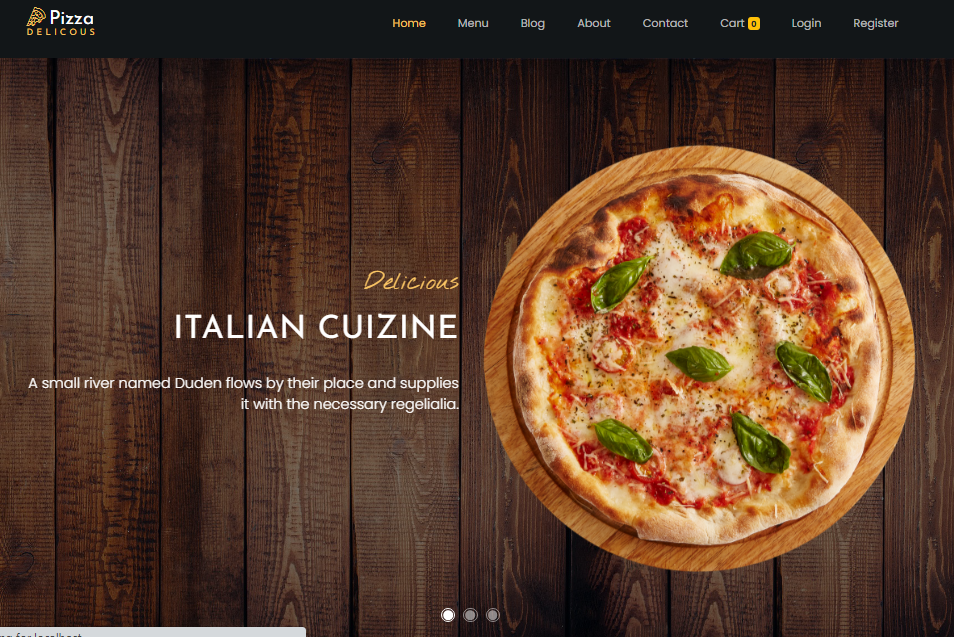 Pizza
DELICOUS
Home Menu Blog About Contact Cart 0 Login Register
Delicious
ITALIAN CUIZINE
A small river named Duden flows by their place and supplies
it with the necessary regelialia.
for localhost